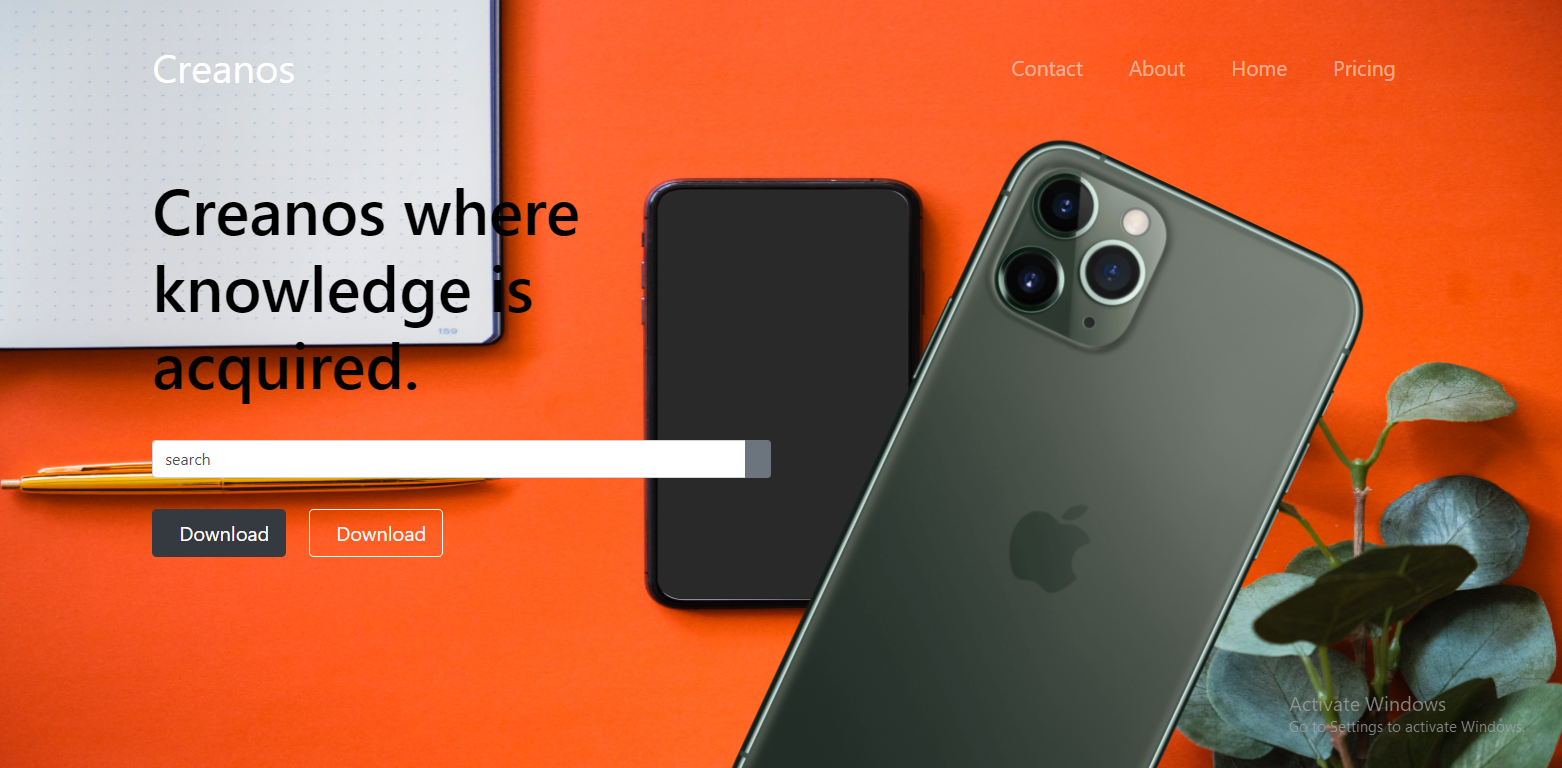 Creanos
Contact About Home Pricing
Creanos where
knowledge is
acquired.
159
search
Download Download
Activate Windows
Go to Settings to activate Windows.